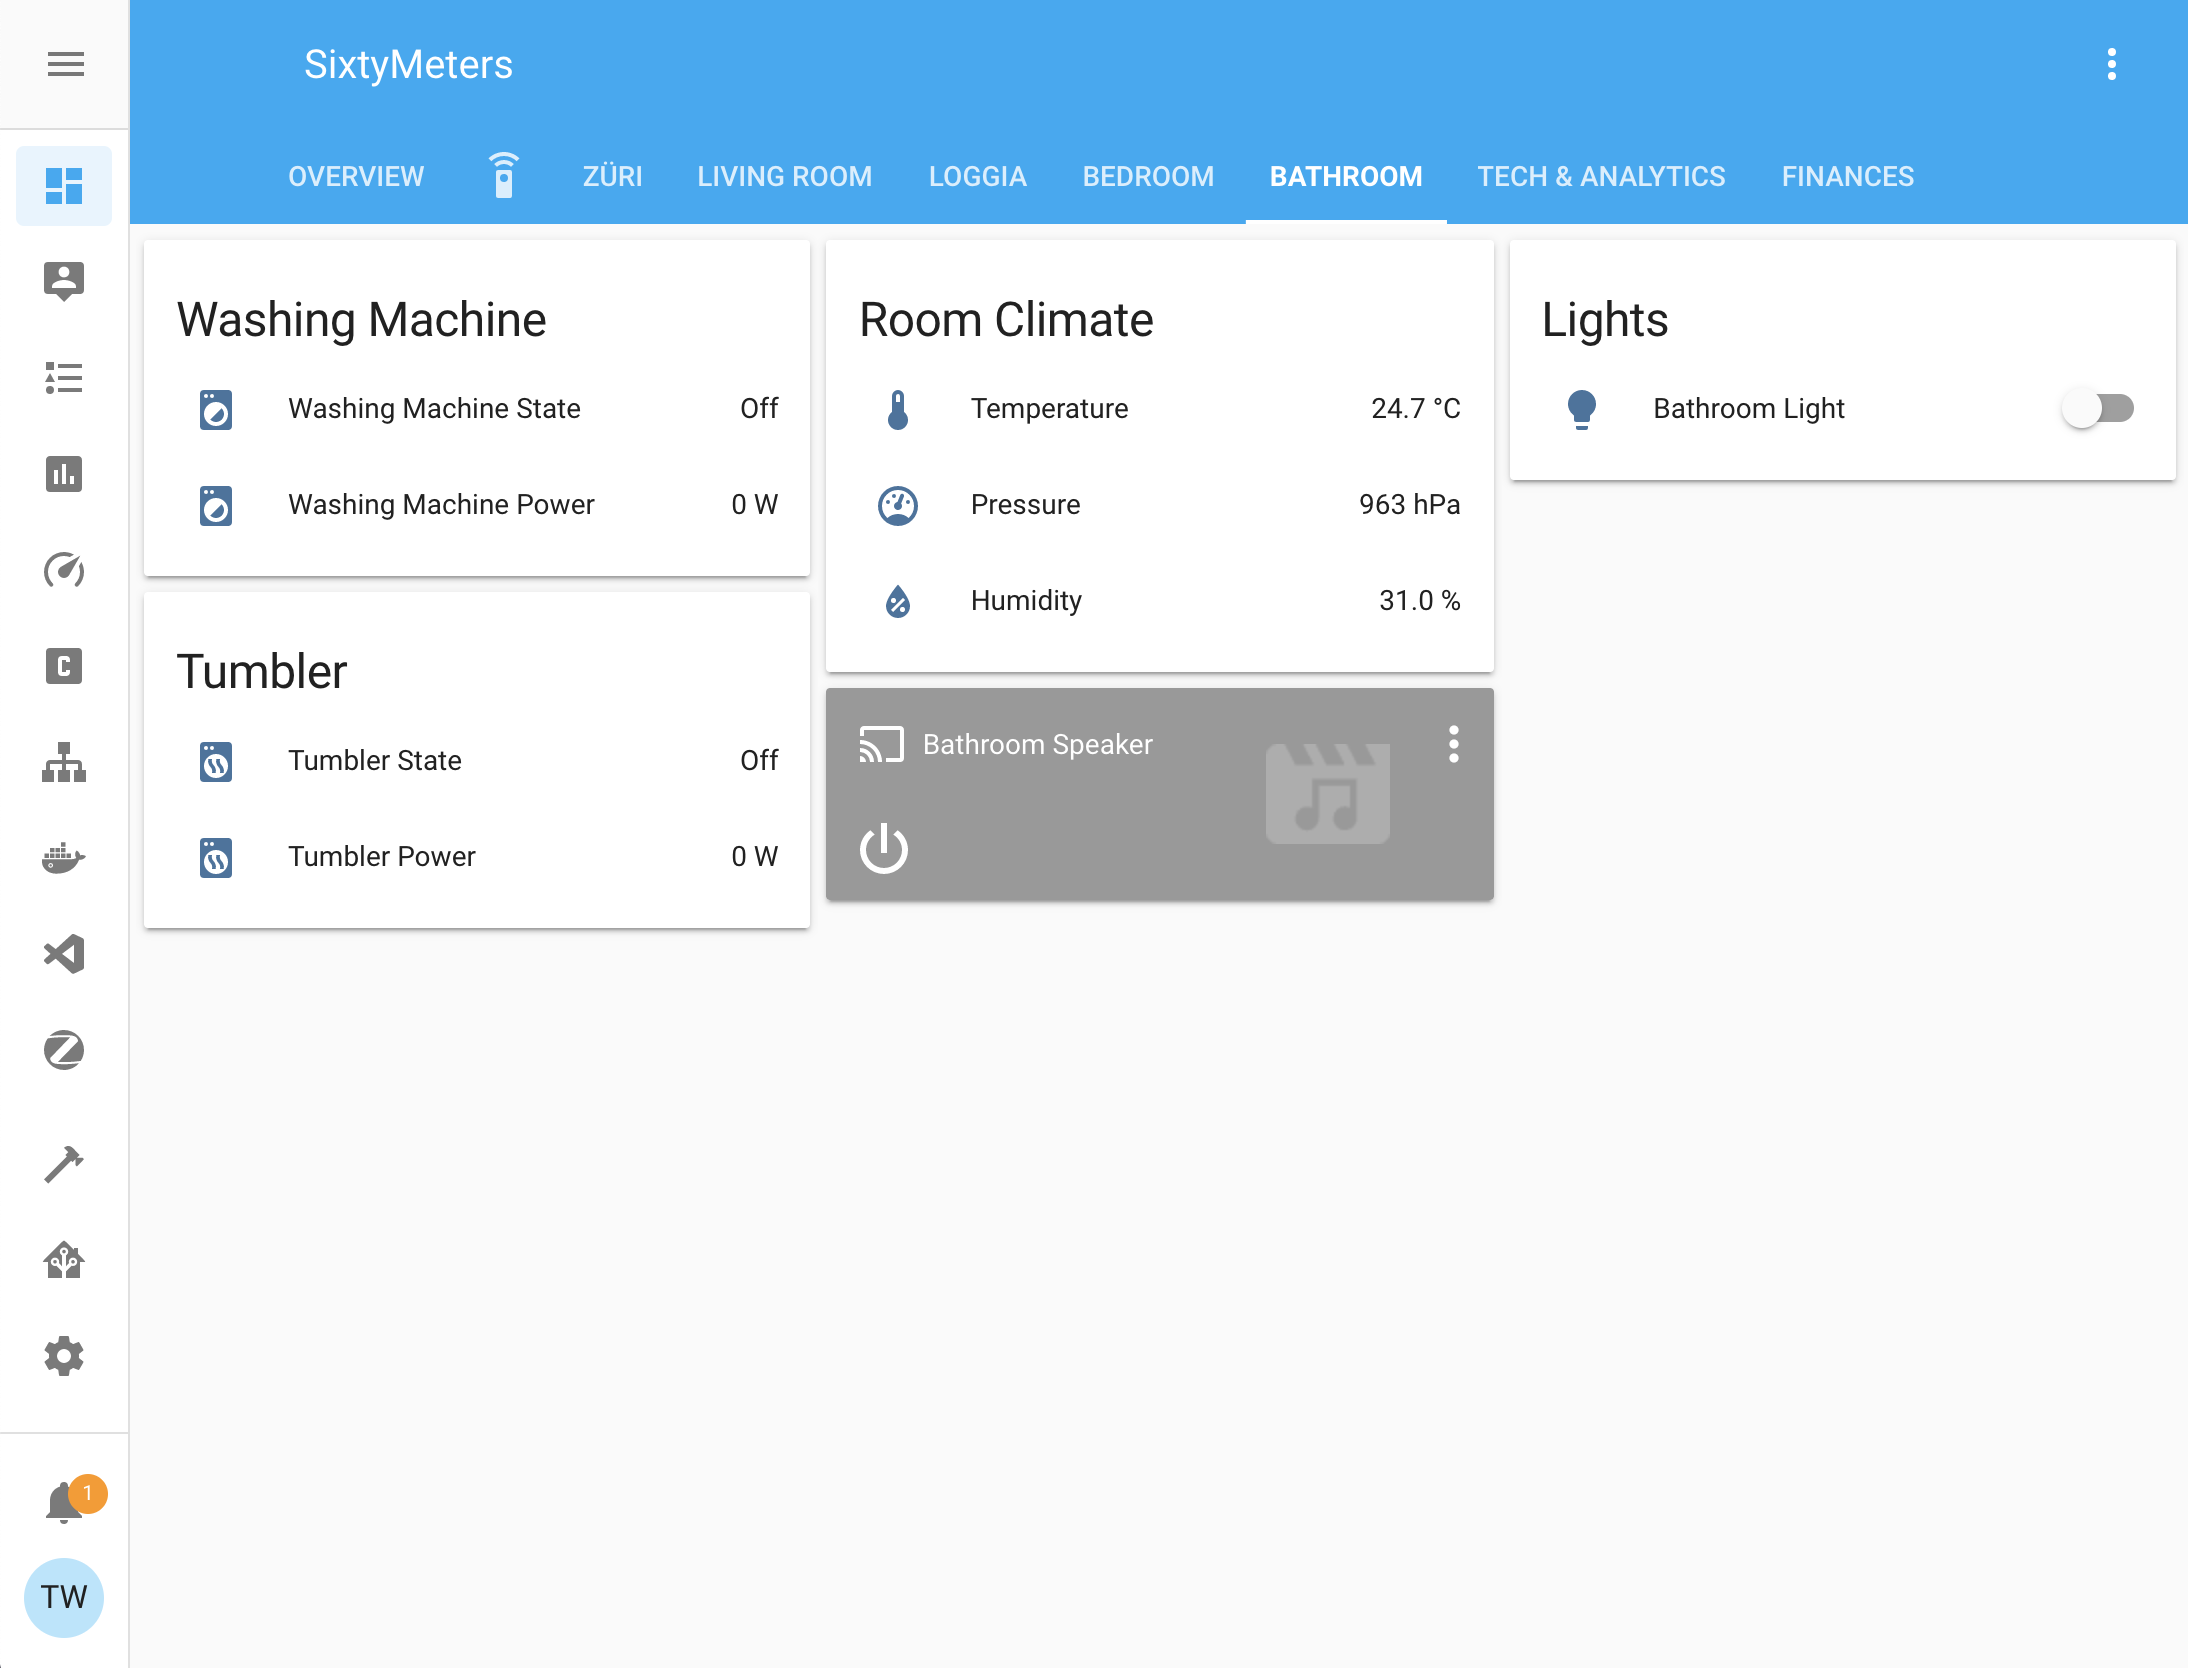 SixtyMeters
OVERVIEW ZÜRI LIVING ROOM LOGGIA BEDROOM BATHROOM TECH & ANALYTICS FINANCES
Washing Machine
Washing Machine State Off
Washing Machine Power 0 W
Tumbler
Tumbler State Off
Tumbler Power 0 W
Room Climate
Temperature 24.7 °C
Pressure 963 hPa
Humidity 31.0 %
Bathroom Speaker
Lights
Bathroom Light
C
1
TW